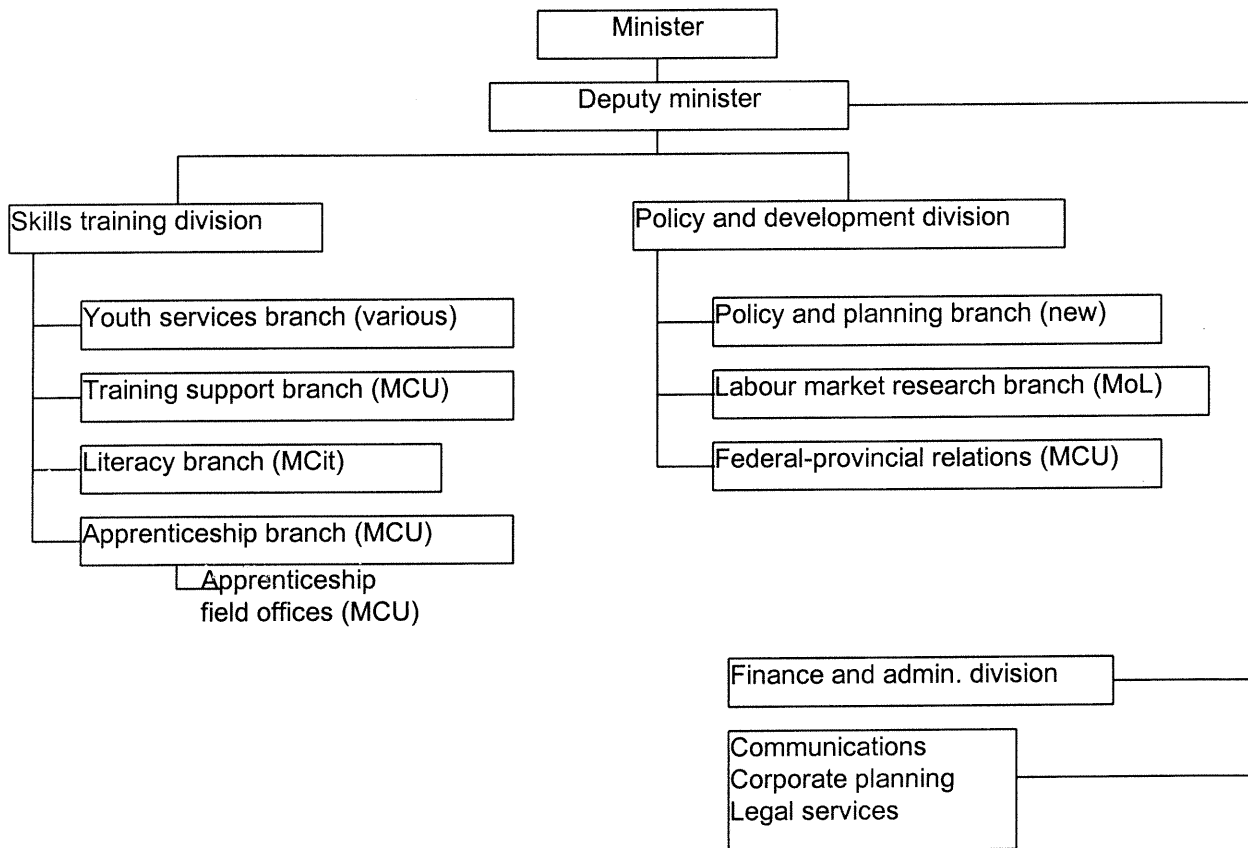 Minister
Deputy minister
Skills training division
Policy and development division
Youth services branch (various)
Policy and planning branch (new)
Training support branch (MCU)
Labour market research branch (MoL)
Literacy branch (MCit)
Federal-provincial relations (MCU)
Apprenticeship branch (MCU)
Apprenticeship
field offices (MCU)
Finance and admin. division
Communications
Corporate planning
Legal services